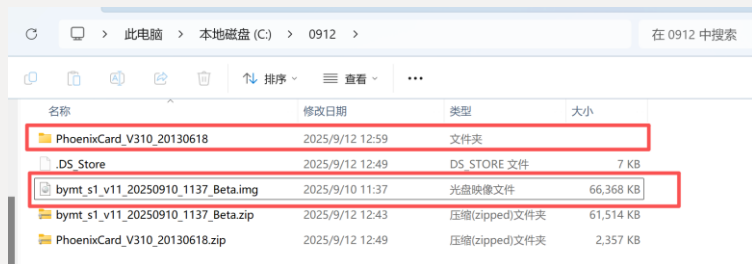 此电脑 > 本地磁盘 (C:) > 0912 > 在 0912 中搜索
排序 查看 •••
名称 修改日期 类型 大小
PhoenixCard_V310_20130618 2025/9/12 12:59 文件夹
.DS_Store 2025/9/12 12:49 DS_STORE 文件 7 KB
bymt_s1_v11_20250910_1137_Beta.img 2025/9/10 11:37 光盘映像文件 66,368 KB
bymt_s1_v11_20250910_1137_Beta.zip 2025/9/12 12:43 压缩(zipped)文件夹 61,514 KB
PhoenixCard_V310_20130618.zip 2025/9/12 12:49 压缩(zipped)文件夹 2,357 KB